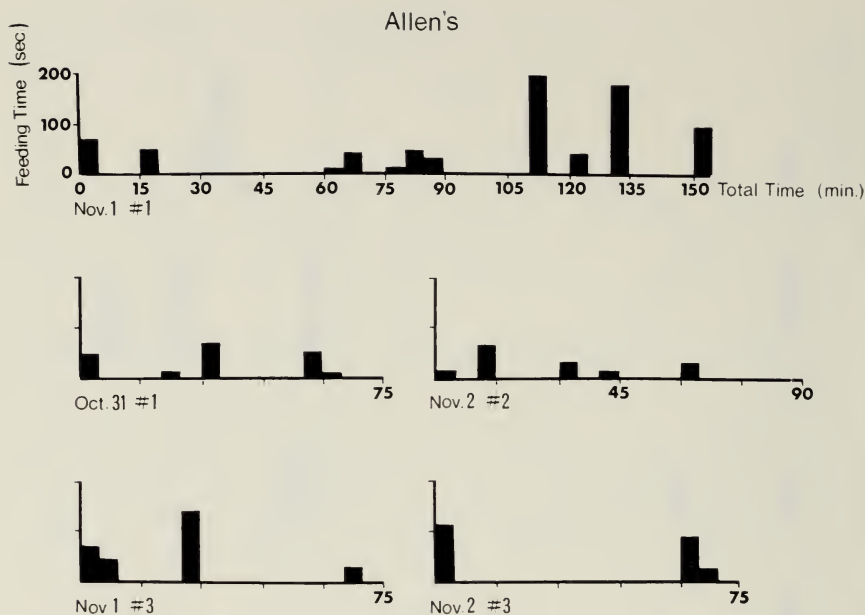 Allen's
Feeding Time (sec)
200
100
0
0 15 30 45 60 75 90 105 120 135 150 Total Time (min.)
Nov. 1 #1
75
Oct. 31 #1
45 90
Nov. 2 #2
75
Nov 1 #3
75
Nov. 2 #3